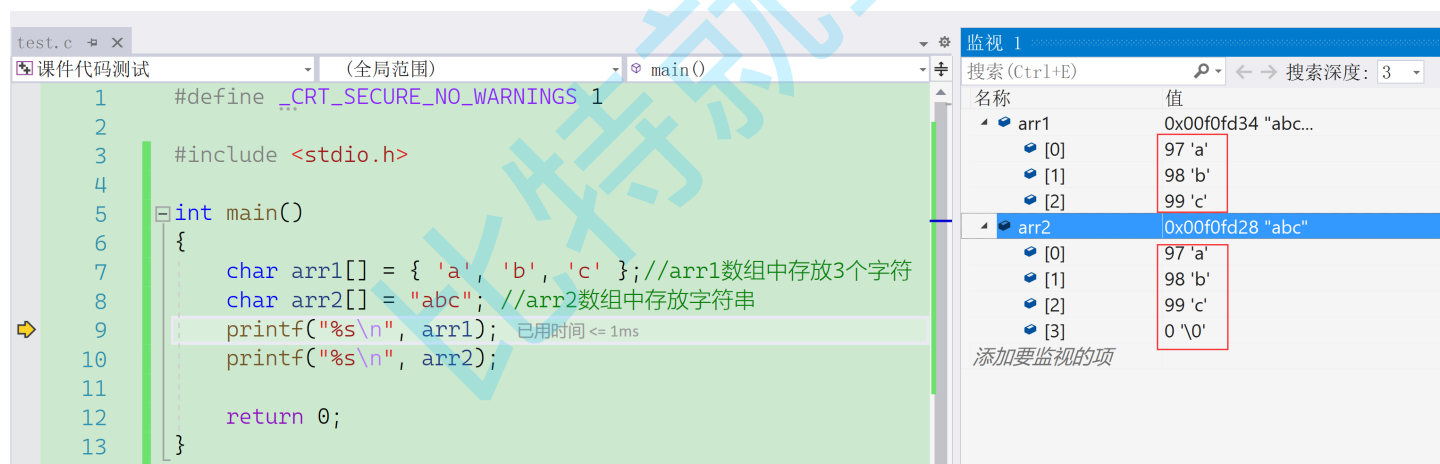 test.c
课件代码测试 (全局范围) main()
1 #define _CRT_SECURE_NO_WARNINGS 1
2
3 #include <stdio.h>
4
5 int main()
6 {
7 char arr1[] = { 'a', 'b', 'c' };//arr1数组中存放3个字符
8 char arr2[] = "abc"; //arr2数组中存放字符串
9 printf("%s\n", arr1); 已用时间 <= 1ms
10 printf("%s\n", arr2);
11
12 return 0;
13 }
监视 1
搜索(Ctrl+E) 搜索深度: 3
名称 值
arr1 0x00f0fd34 "abc...
[0] 97 'a'
[1] 98 'b'
[2] 99 'c'
arr2 0x00f0fd28 "abc"
[0] 97 'a'
[1] 98 'b'
[2] 99 'c'
[3] 0 '\0'
添加要监视的项
比特就